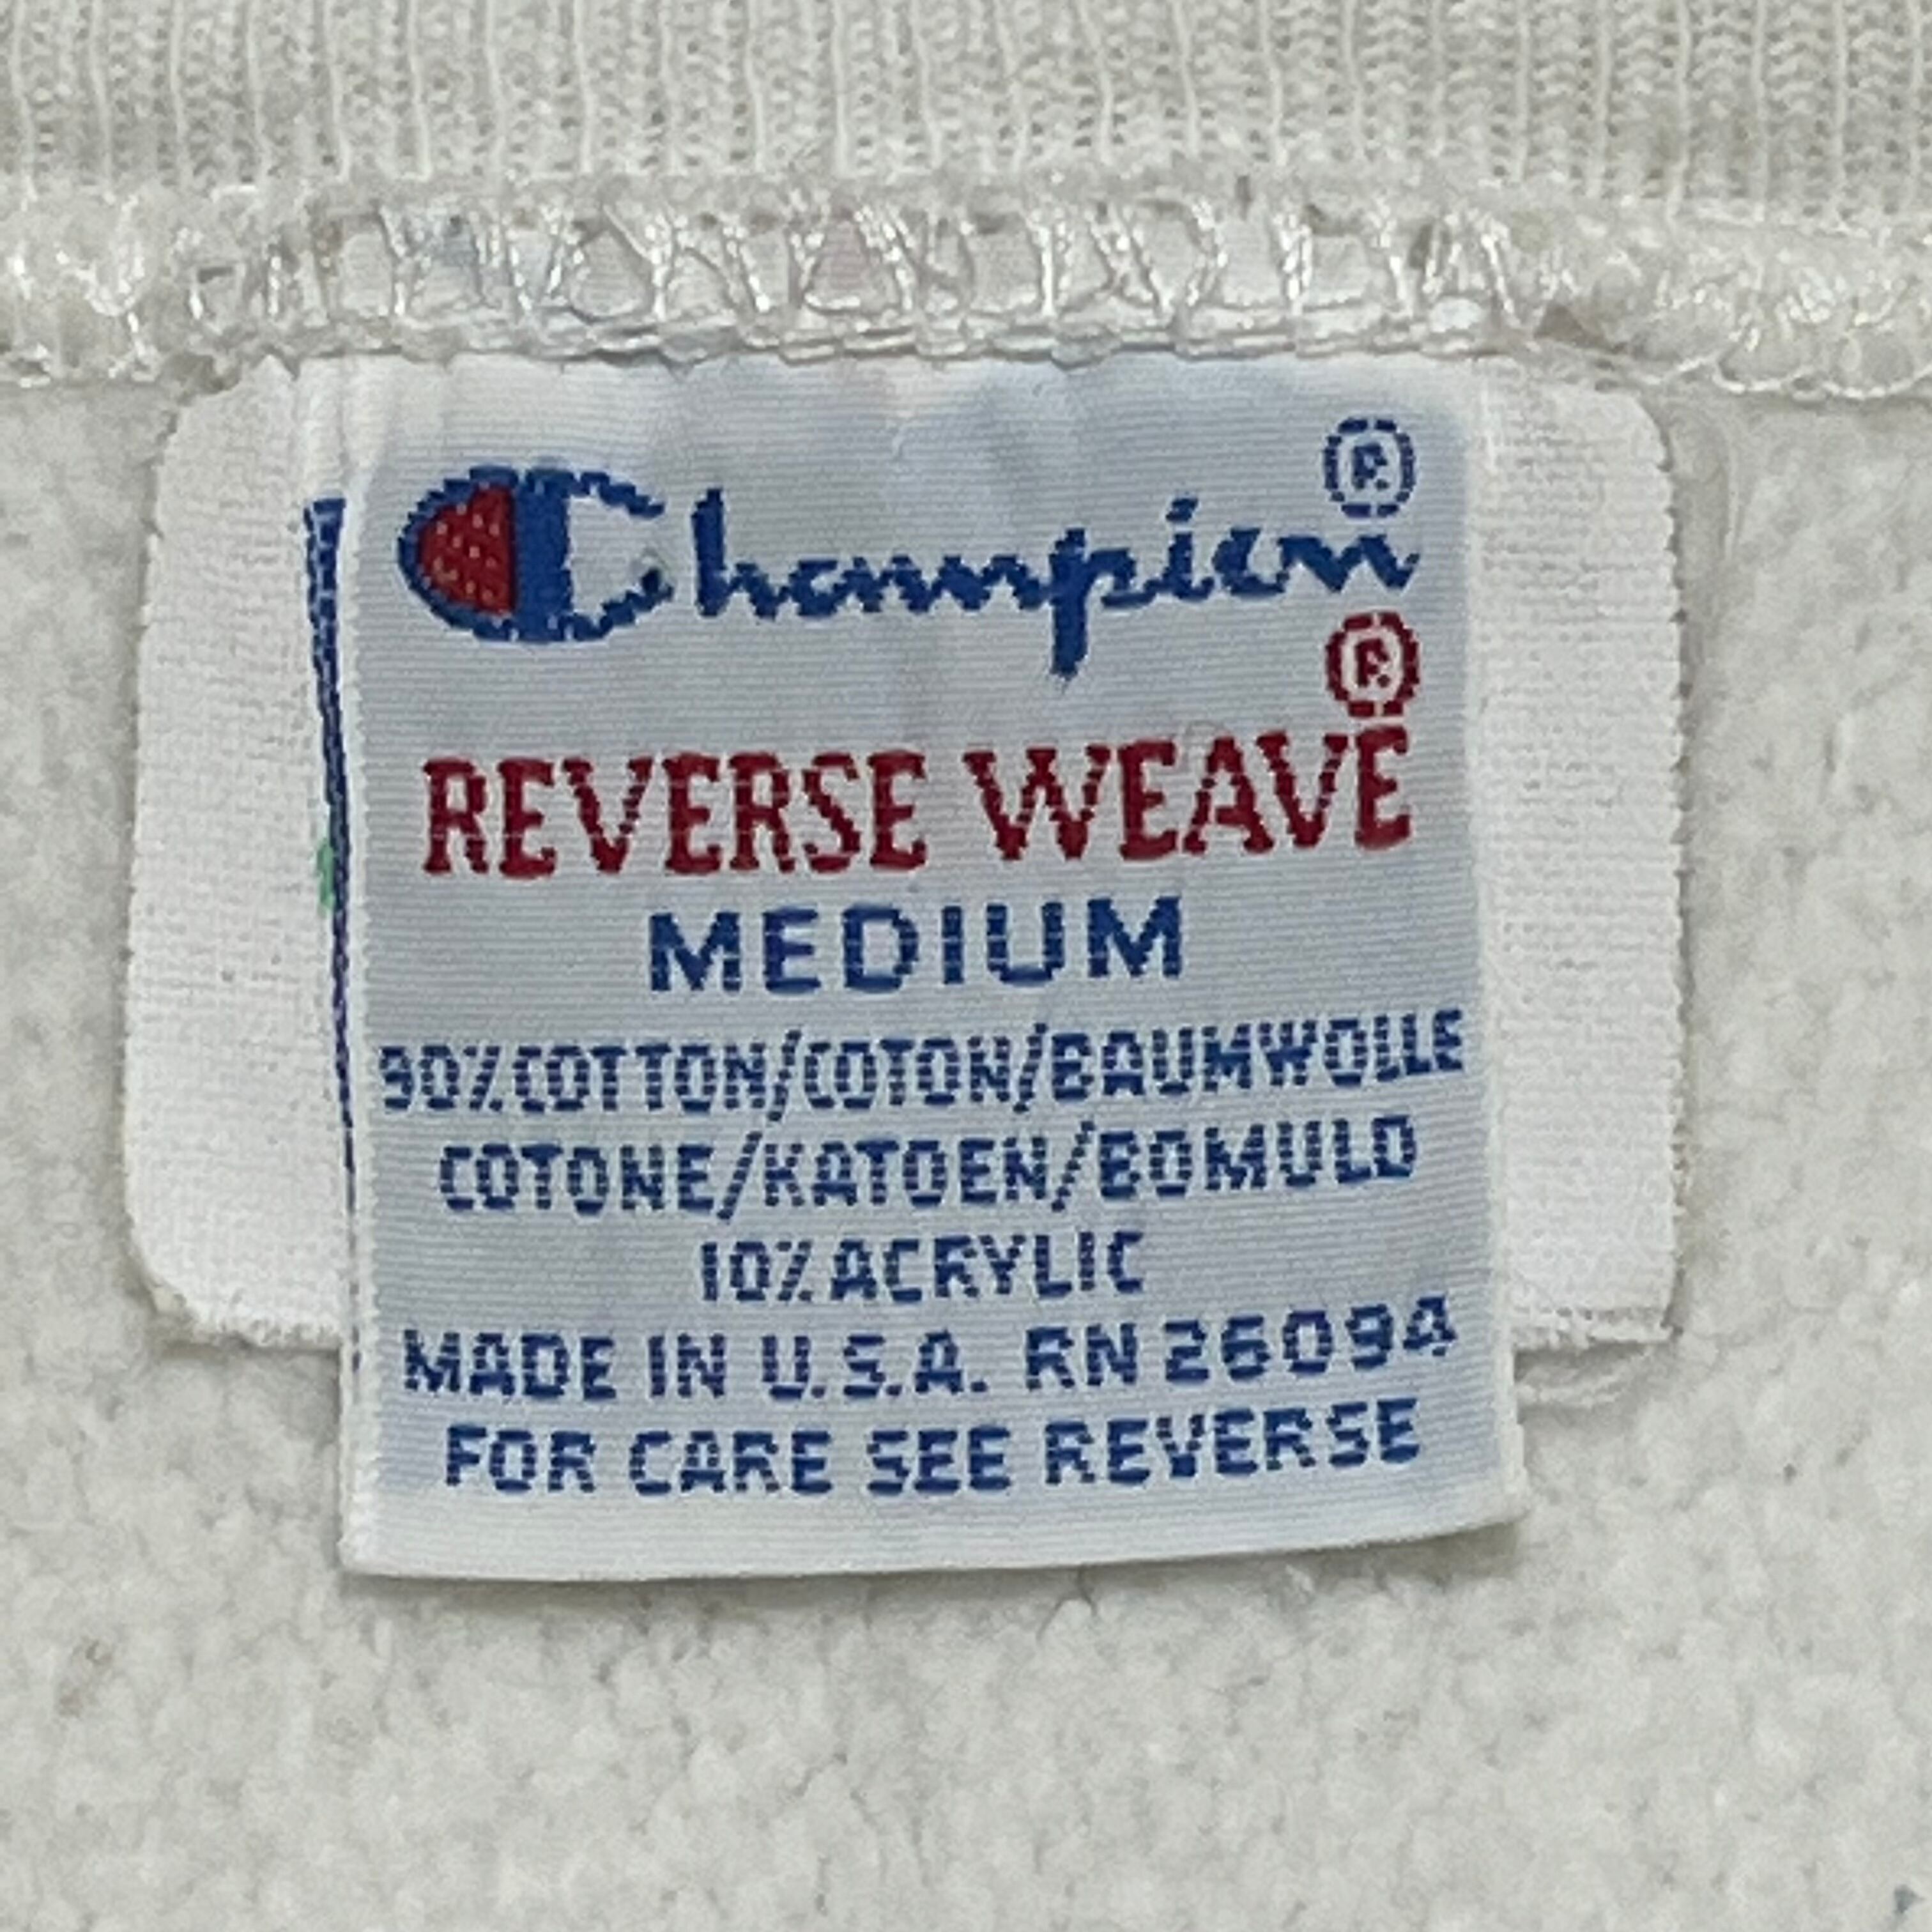 Champion®
REVERSE WEAVE®
MEDIUM
90% COTTON/COTON/BAUMWOLLE
COTONE/KATOEN/BOMULD
10% ACRYLIC
MADE IN U.S.A. RN 26094
FOR CARE SEE REVERSE